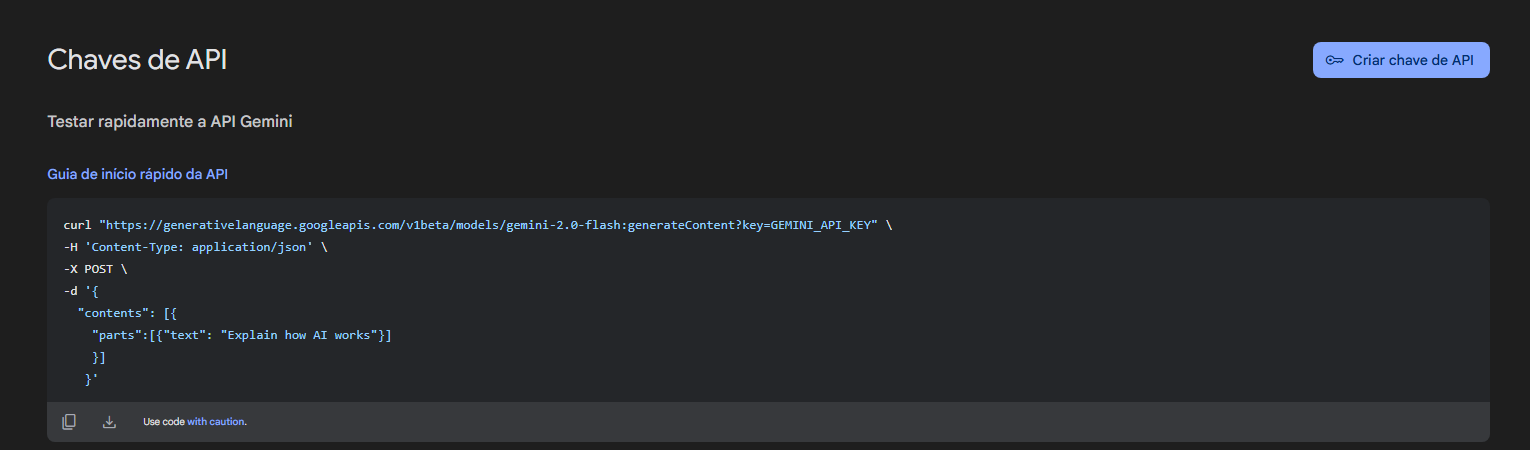 Chaves de API
Criar chave de API
Testar rapidamente a API Gemini
Guia de início rápido da API
curl "https://generativelanguage.googleapis.com/v1beta/models/gemini-2.0-flash:generateContent?key=GEMINI_API_KEY" \
-H 'Content-Type: application/json' \
-X POST \
-d '{
  "contents": [{
    "parts":[{"text": "Explain how AI works"}]
    }]
   }'
Use code with caution.